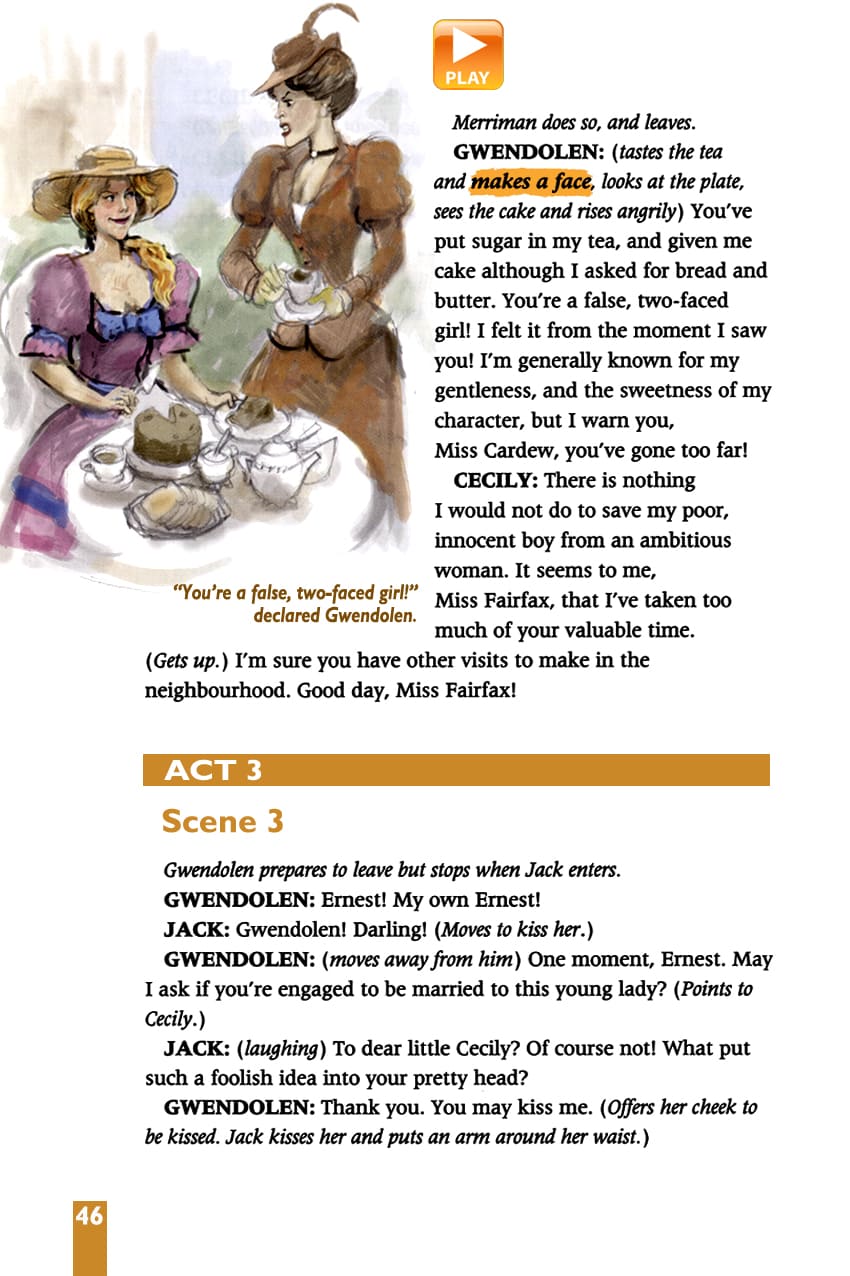 PLAY
Merriman does so, and leaves.
GWENDOLEN: (tastes the tea
and makes a face, looks at the plate,
sees the cake and rises angrily) You’ve
put sugar in my tea, and given me
cake although I asked for bread and
butter. You’re a false, two-faced
girl! I felt it from the moment I saw
you! I’m generally known for my
gentleness, and the sweetness of my
character, but I warn you,
Miss Cardew, you’ve gone too far!
CECILY: There is nothing
I would not do to save my poor,
innocent boy from an ambitious
woman. It seems to me,
Miss Fairfax, that I’ve taken too
much of your valuable time.
(Gets up.) I’m sure you have other visits to make in the
neighbourhood. Good day, Miss Fairfax!
“You’re a false, two-faced girl!”
declared Gwendolen.
ACT 3
Scene 3
Gwendolen prepares to leave but stops when Jack enters.
GWENDOLEN: Ernest! My own Ernest!
JACK: Gwendolen! Darling! (Moves to kiss her.)
GWENDOLEN: (moves away from him) One moment, Ernest. May
I ask if you’re engaged to be married to this young lady? (Points to
Cecily.)
JACK: (laughing) To dear little Cecily? Of course not! What put
such a foolish idea into your pretty head?
GWENDOLEN: Thank you. You may kiss me. (Offers her cheek to
be kissed. Jack kisses her and puts an arm around her waist.)
46